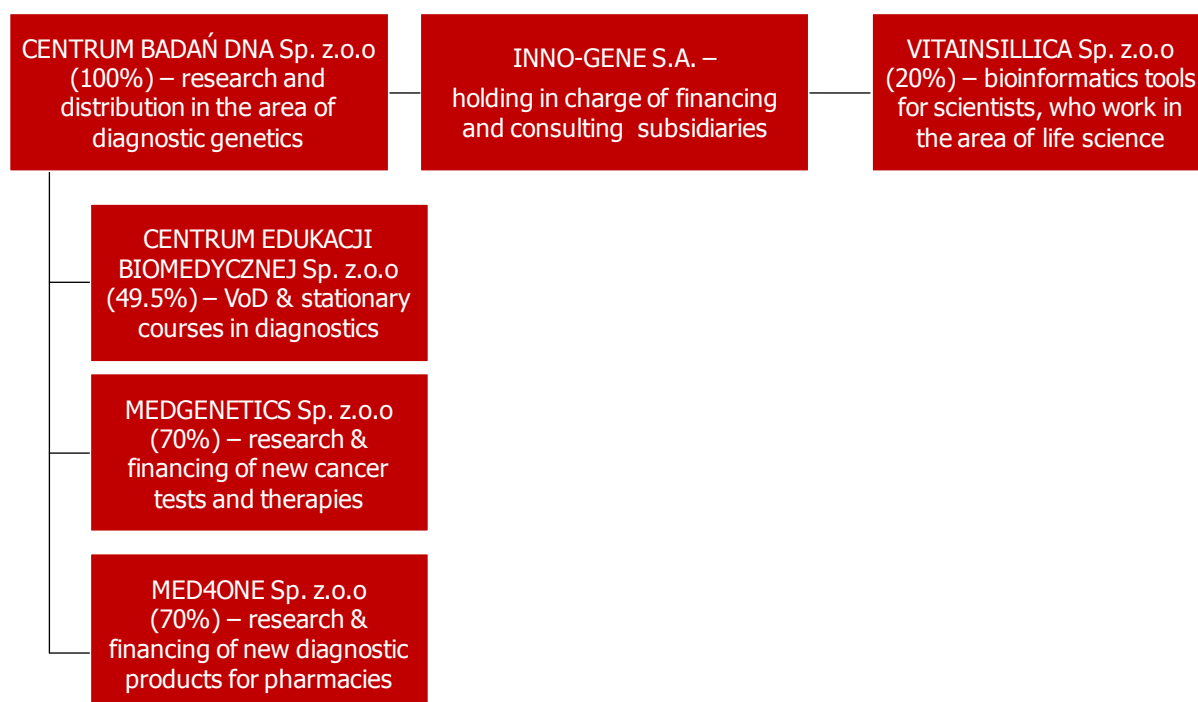 CENTRUM BADAŃ DNA Sp. z.o.o
(100%) – research and
distribution in the area of
diagnostic genetics
INNO-GENE S.A. –
holding in charge of financing
and consulting subsidiaries
VITAINSILLICA Sp. z.o.o
(20%) – bioinformatics tools
for scientists, who work in
the area of life science
CENTRUM EDUKACJI
BIOMEDYCZNEJ Sp. z.o.o
(49.5%) – VoD & stationary
courses in diagnostics
MEDGENETICS Sp. z.o.o
(70%) – research &
financing of new cancer
tests and therapies
MED4ONE Sp. z.o.o
(70%) – research &
financing of new diagnostic
products for pharmacies